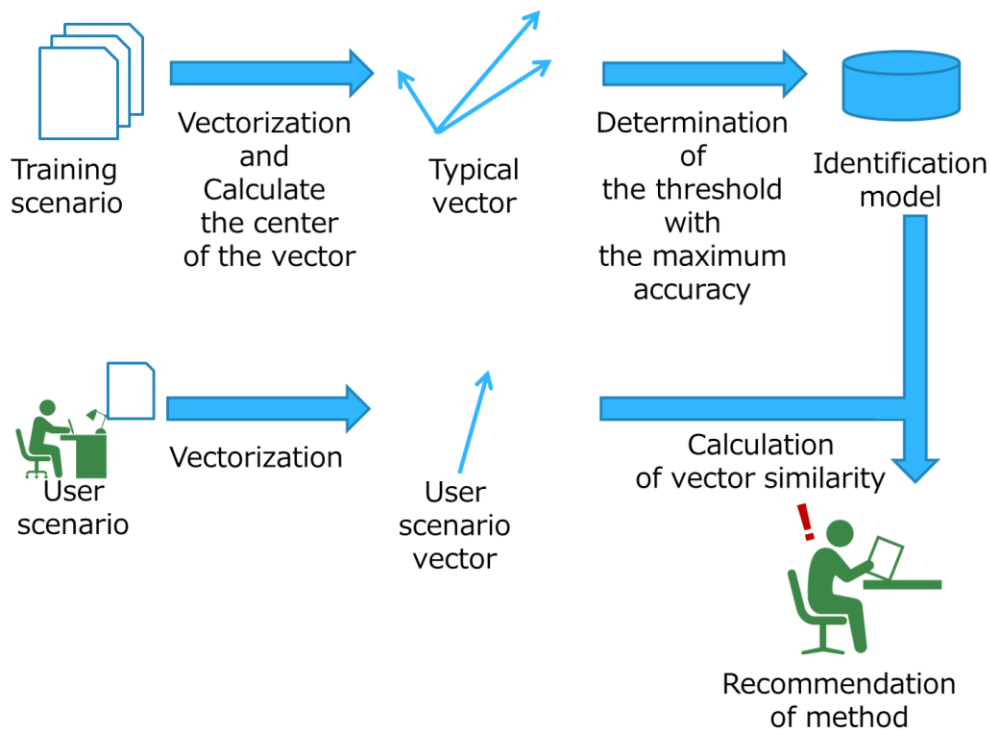 Training
scenario
Vectorization
and
Calculate
the center
of the vector
Typical
vector
Determination
of
the threshold
with
the maximum
accuracy
Identification
model
User
scenario
Vectorization
User
scenario
vector
Calculation
of vector similarity
!
Recommendation
of method